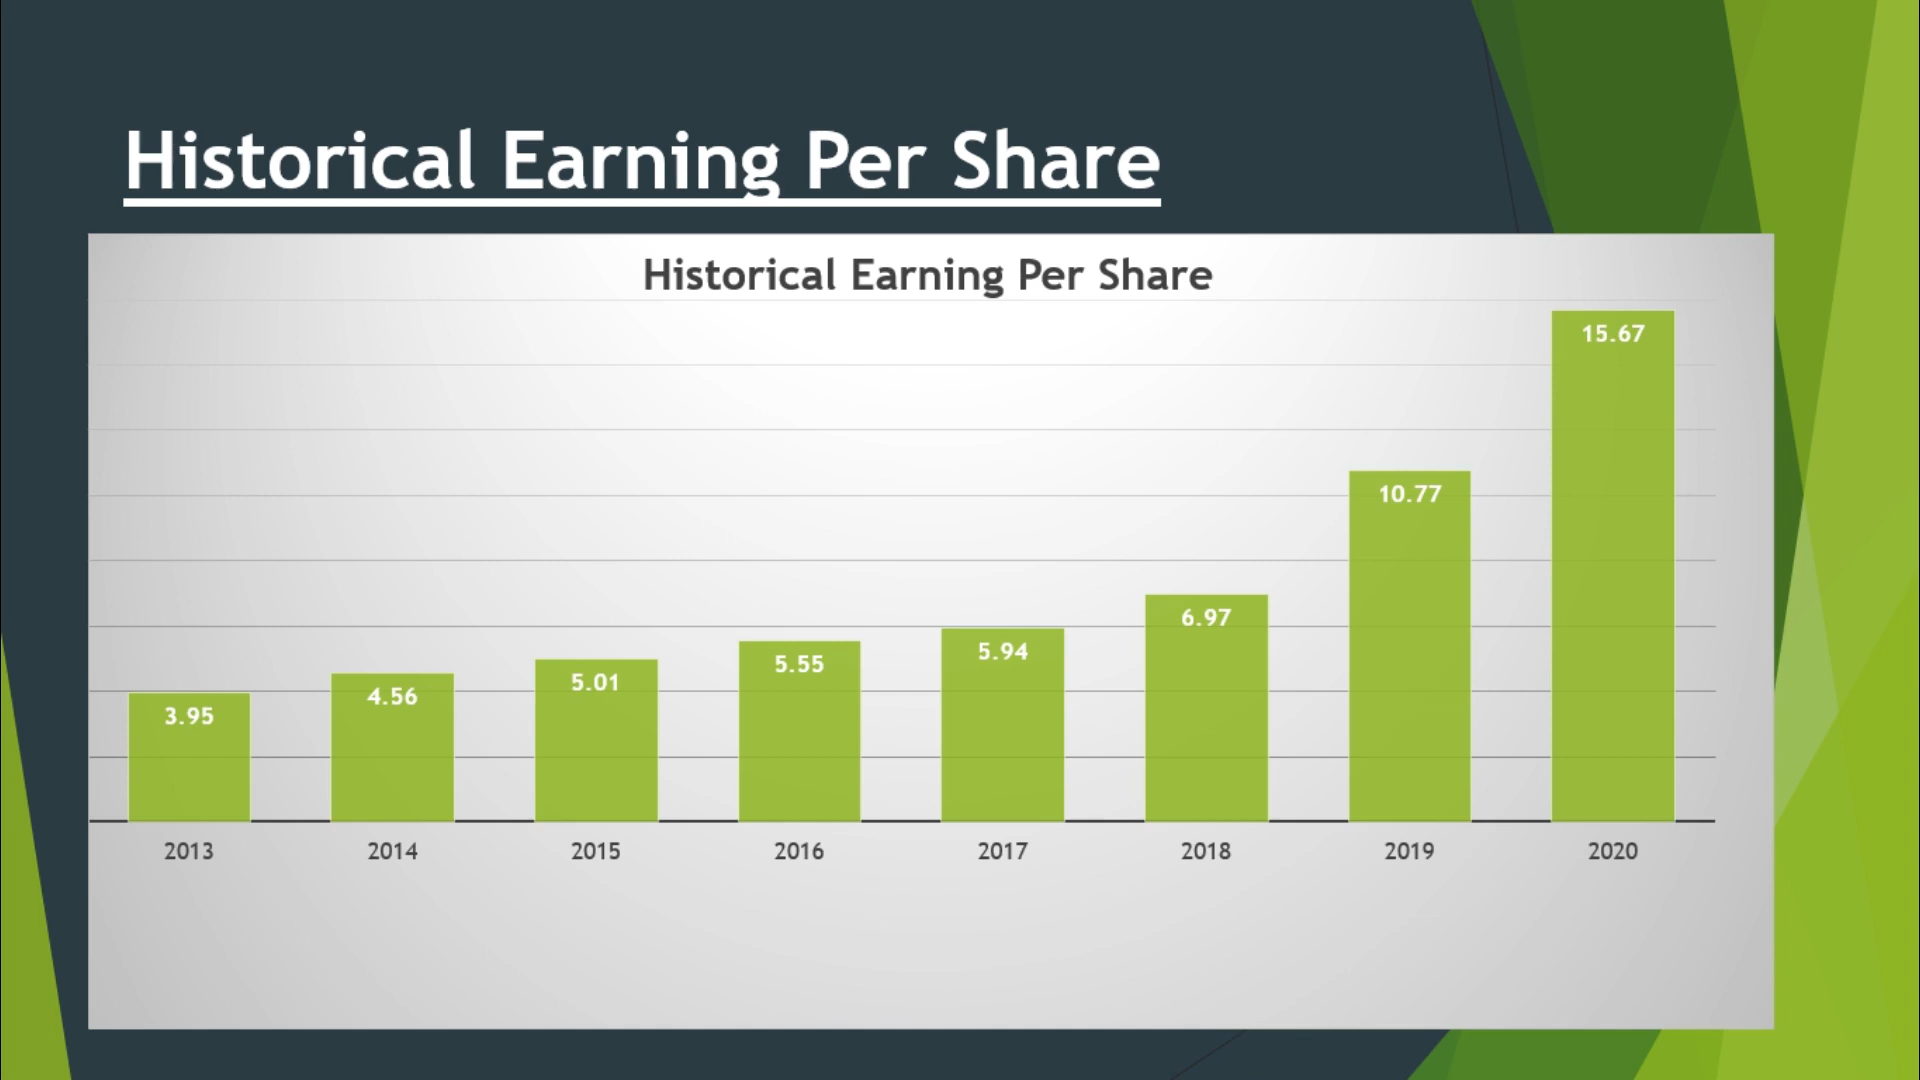 Historical Earning Per Share
Historical Earning Per Share
15.67
10.77
6.97
5.94
5.55
5.01
4.56
3.95
2013 2014 2015 2016 2017 2018 2019 2020